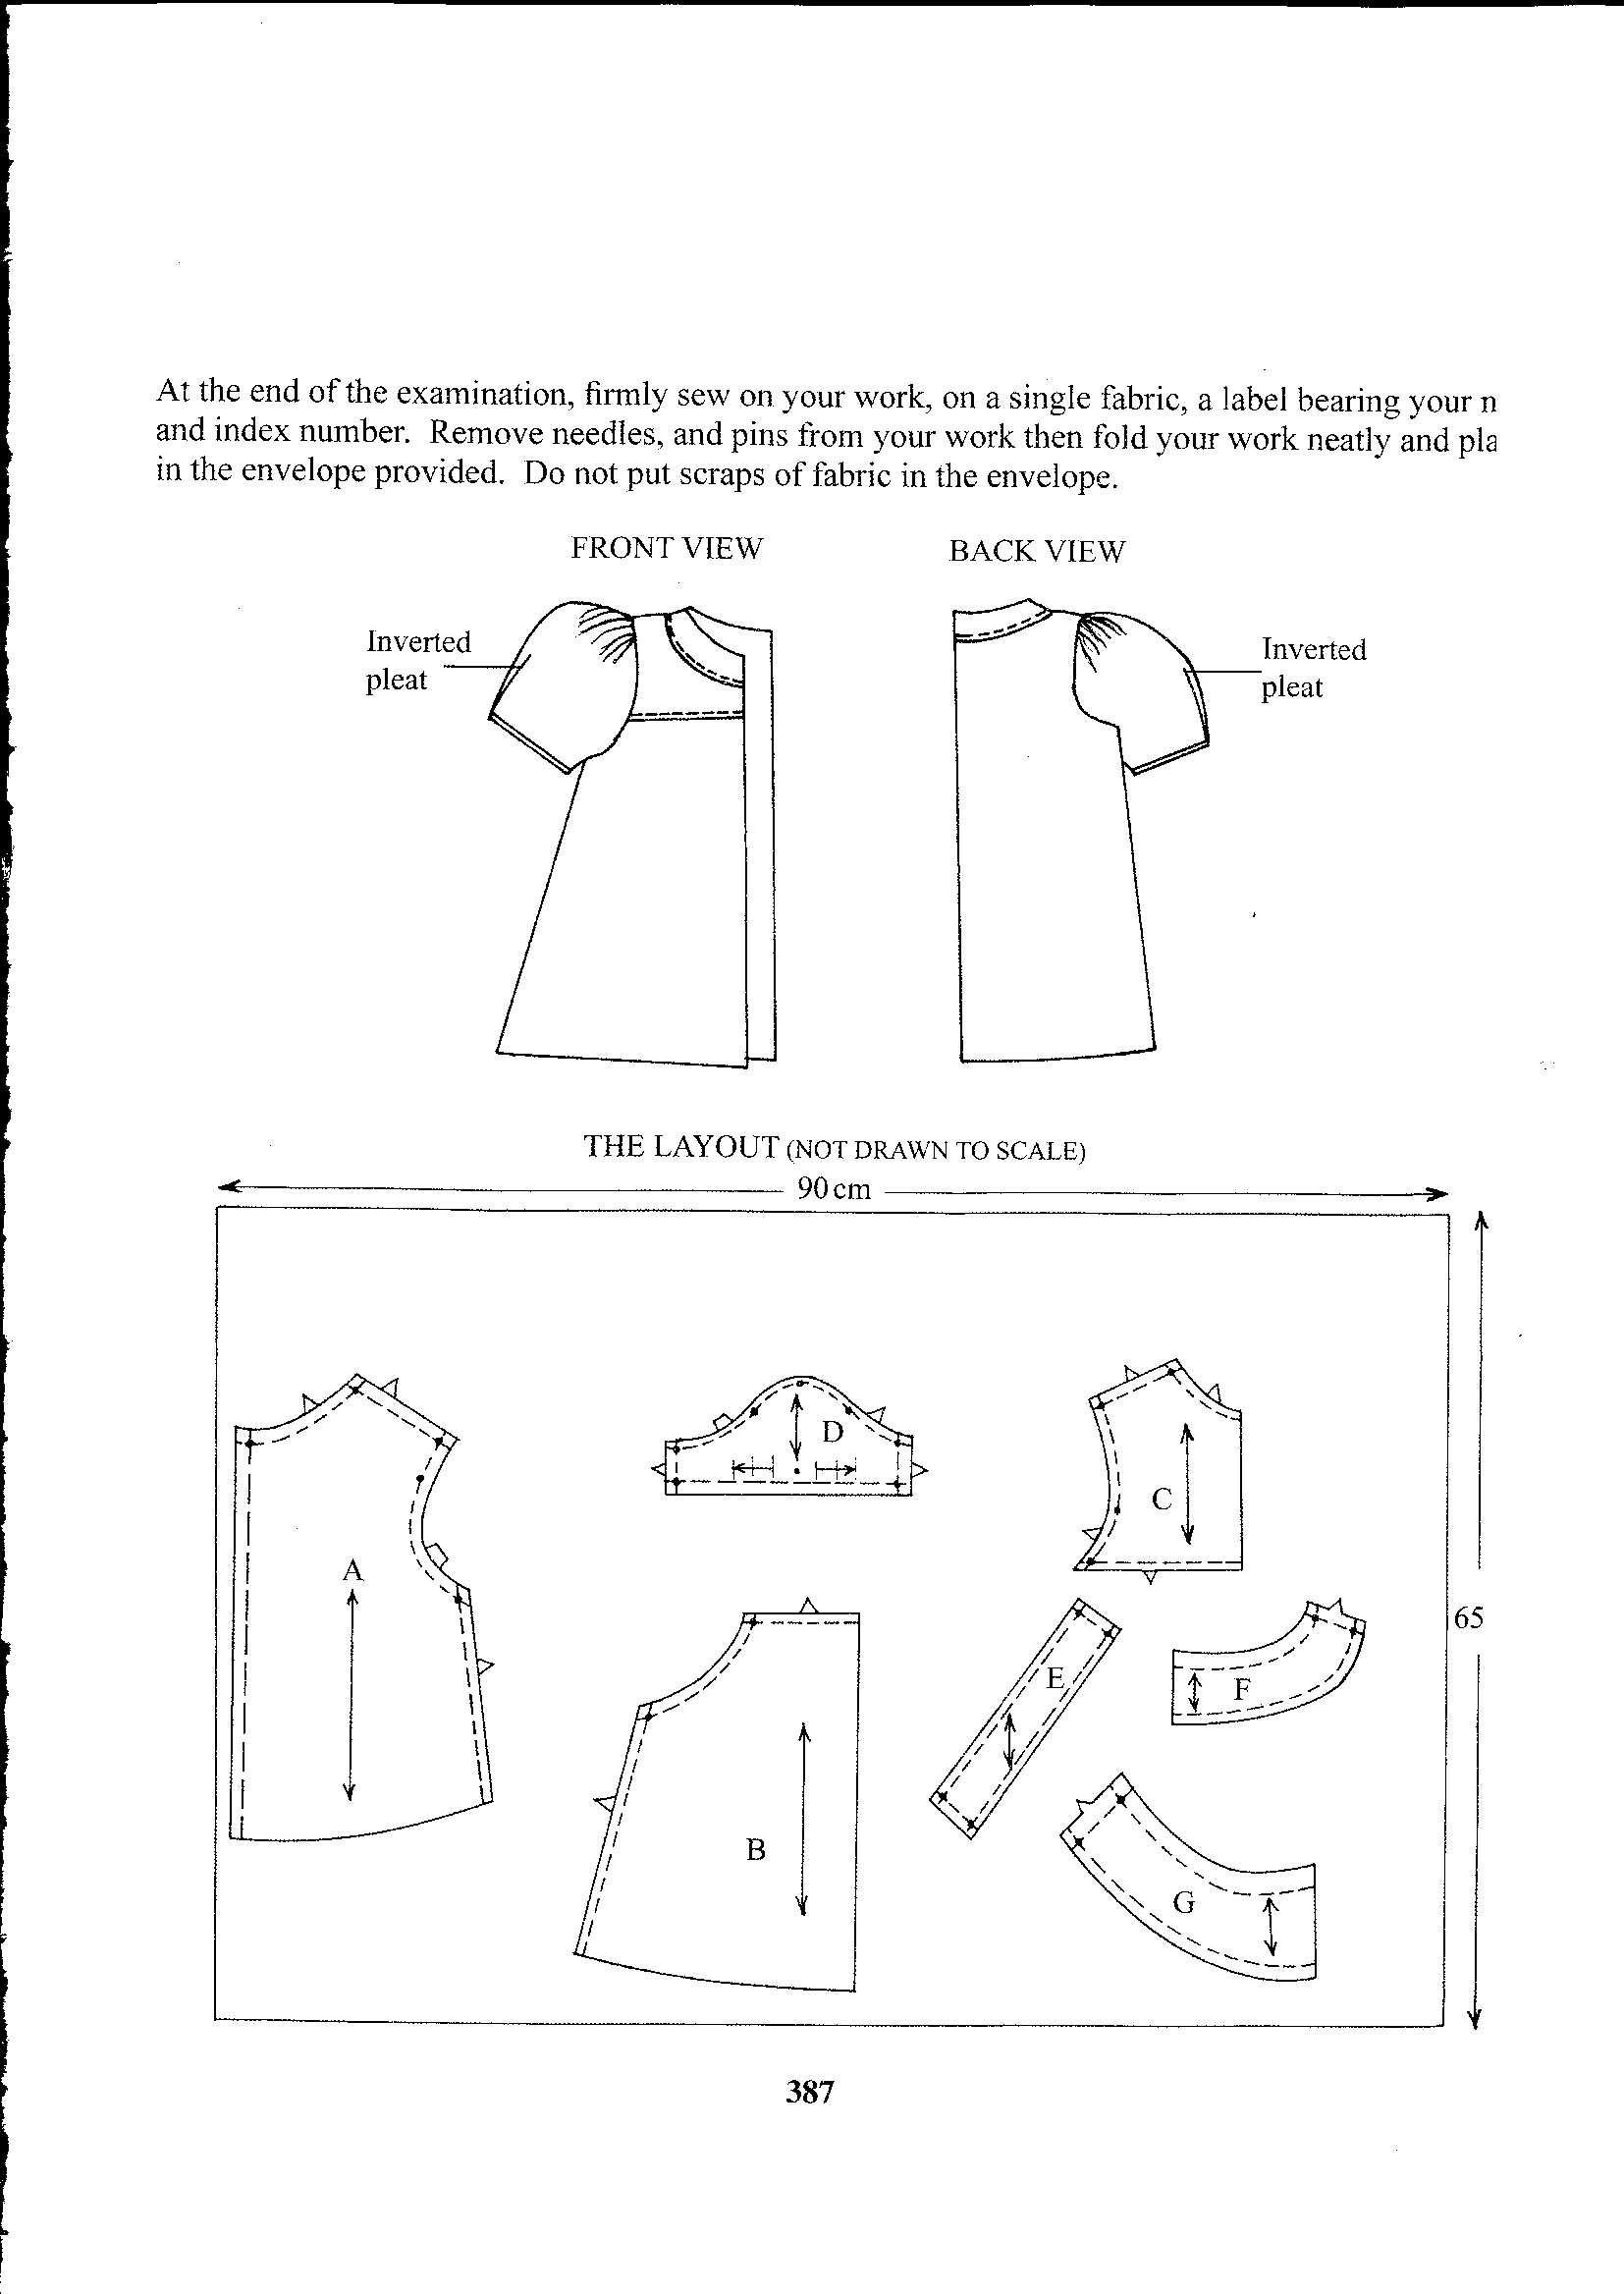 At the end of the examination, firmly sew on your work, on a single fabric, a label bearing your n
and index number. Remove needles, and pins from your work then fold your work neatly and pla
in the envelope provided. Do not put scraps of fabric in the envelope.
FRONT VIEW
BACK VIEW
Inverted
pleat
Inverted
pleat
THE LAYOUT (NOT DRAWN TO SCALE)
90 cm
D
C
A
65
E
F
B
G
387